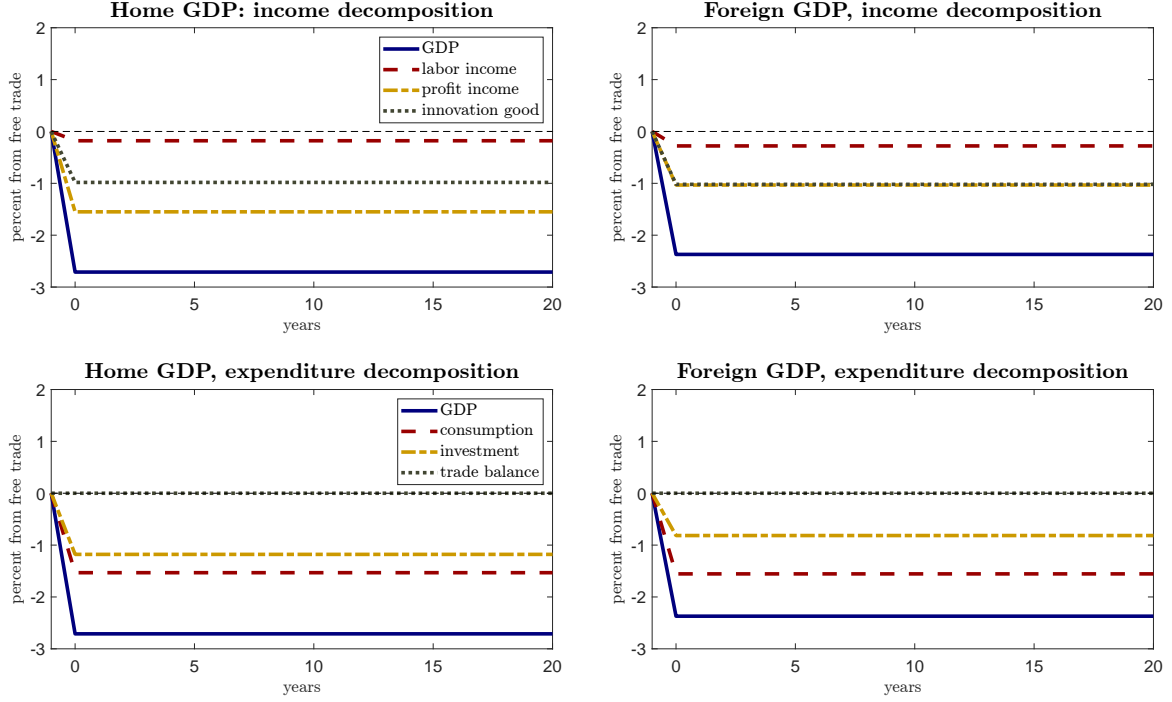 Home GDP: income decomposition
percent from free trade
2
1
0
-1
-2
-3
GDP
labor income
profit income
innovation good
0
5
10
15
20
years
Foreign GDP, income decomposition
percent from free trade
2
1
0
-1
-2
-3
0
5
10
15
20
years
Home GDP, expenditure decomposition
percent from free trade
2
1
0
-1
-2
-3
GDP
consumption
investment
trade balance
0
5
10
15
20
years
Foreign GDP, expenditure decomposition
percent from free trade
2
1
0
-1
-2
-3
0
5
10
15
20
years